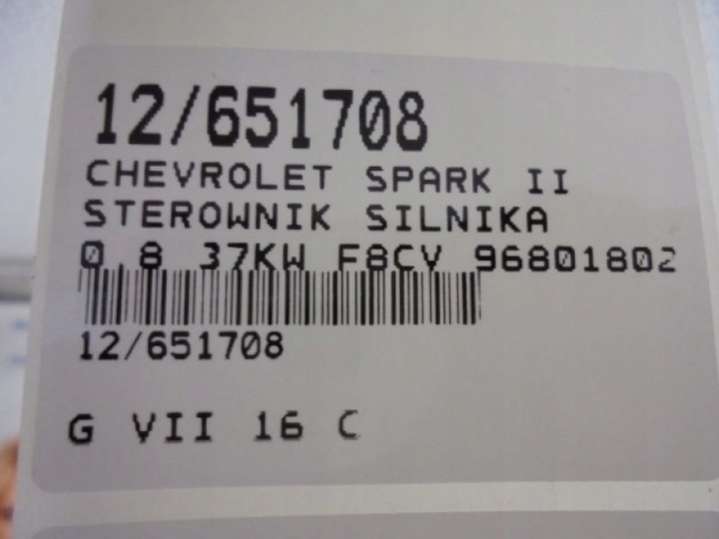 12/651708
CHEVROLET SPARK II
STEROWNIK SILNIKA
0.8 37KW F8CV 96801802
12/651708
G VII 16 C